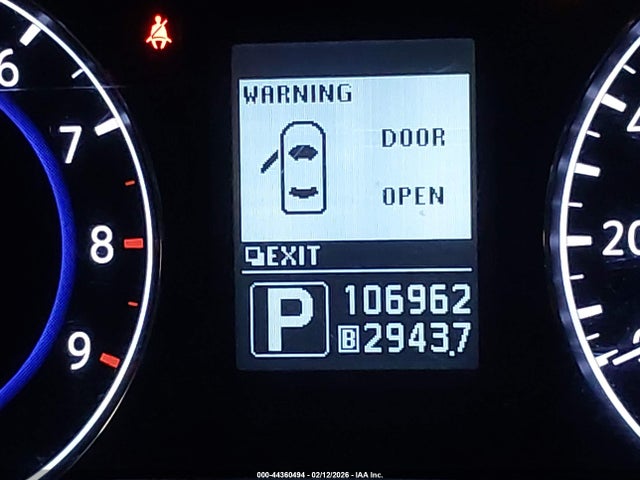 6
7
8
9
WARNING
DOOR
OPEN
EXIT
P
106962
B 2943.7
20
000-44360494 - 02/12/2026 - IAA Inc.